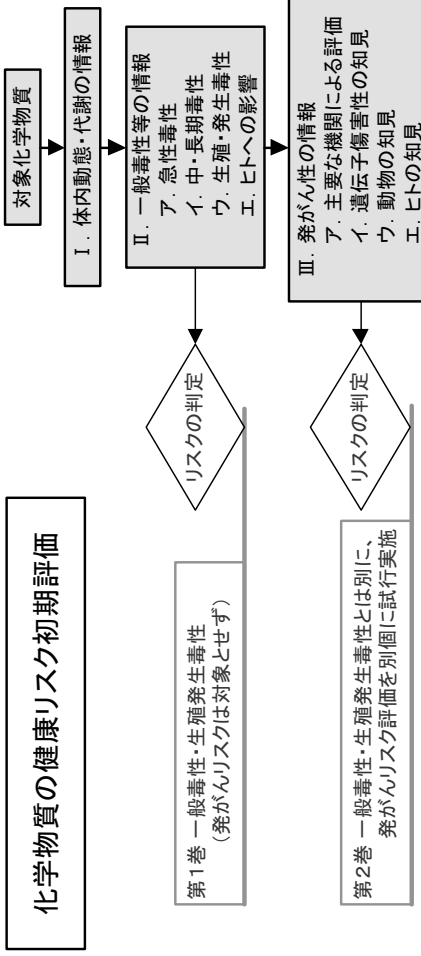 化学物質の健康リスク初期評価
対象化学物質
Ⅰ. 体内動態・代謝の情報
Ⅱ. 一般毒性等の情報
ア. 急性毒性
イ. 中・長期毒性
ウ. 生殖・発生毒性
エ. ヒトへの影響
リスクの判定
第1巻 一般毒性・生殖発生毒性
(発がんリスクは対象とせず)
Ⅲ. 発がん性の情報
ア. 主要な機関による評価
イ. 遺伝子傷害性の知見
ウ. 動物の知見
エ. ヒトの知見
リスクの判定
第2巻 一般毒性・生殖発生毒性とは別に、
発がんリスク評価を別個に試行実施